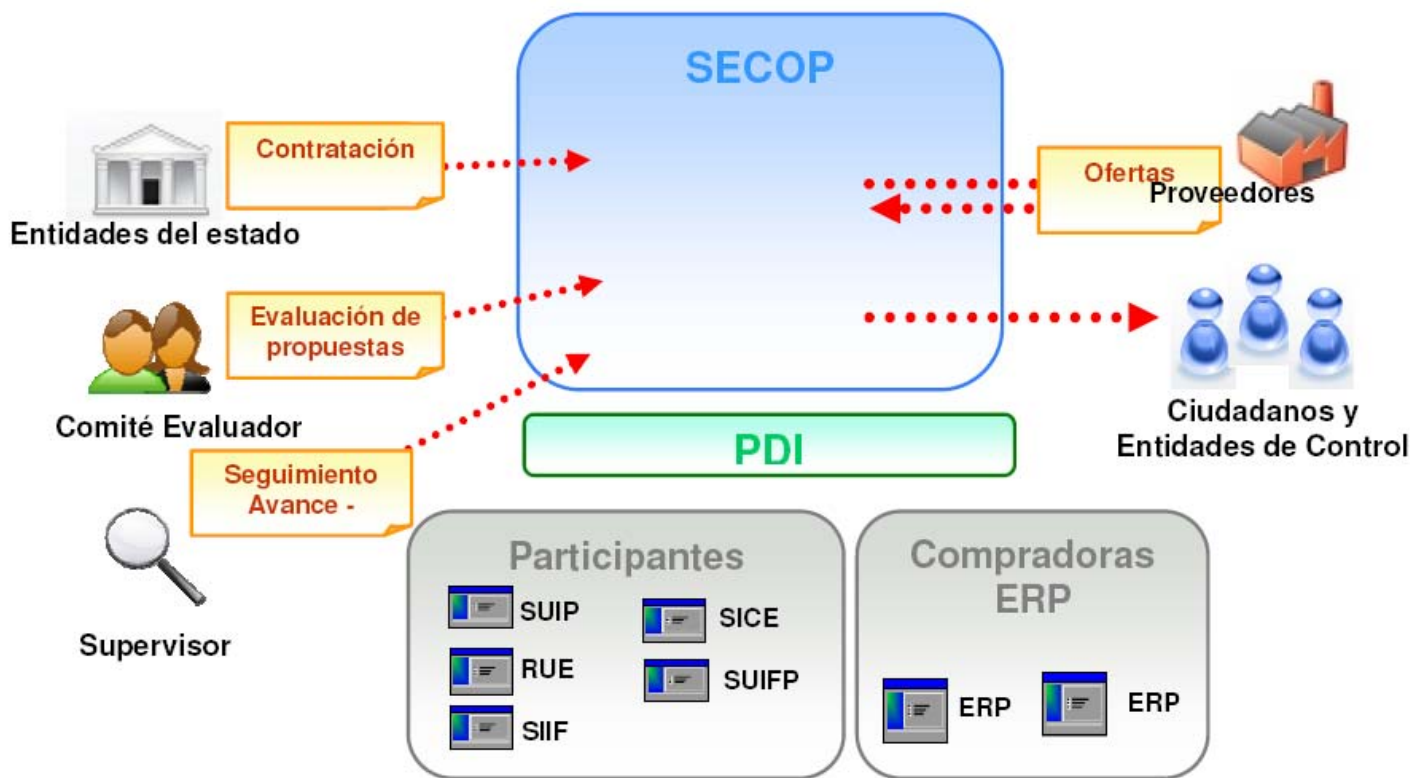 SECOP
Contratación
Entidades del estado
Ofertas
Proveedores
Evaluación de
propuestas
Comité Evaluador
Ciudadanos y
Entidades de Control
Seguimiento
Avance -
Supervisor
PDI
Participantes
SUIP
SICE
RUE
SUIFP
SIIF
Compradoras
ERP
ERP
ERP